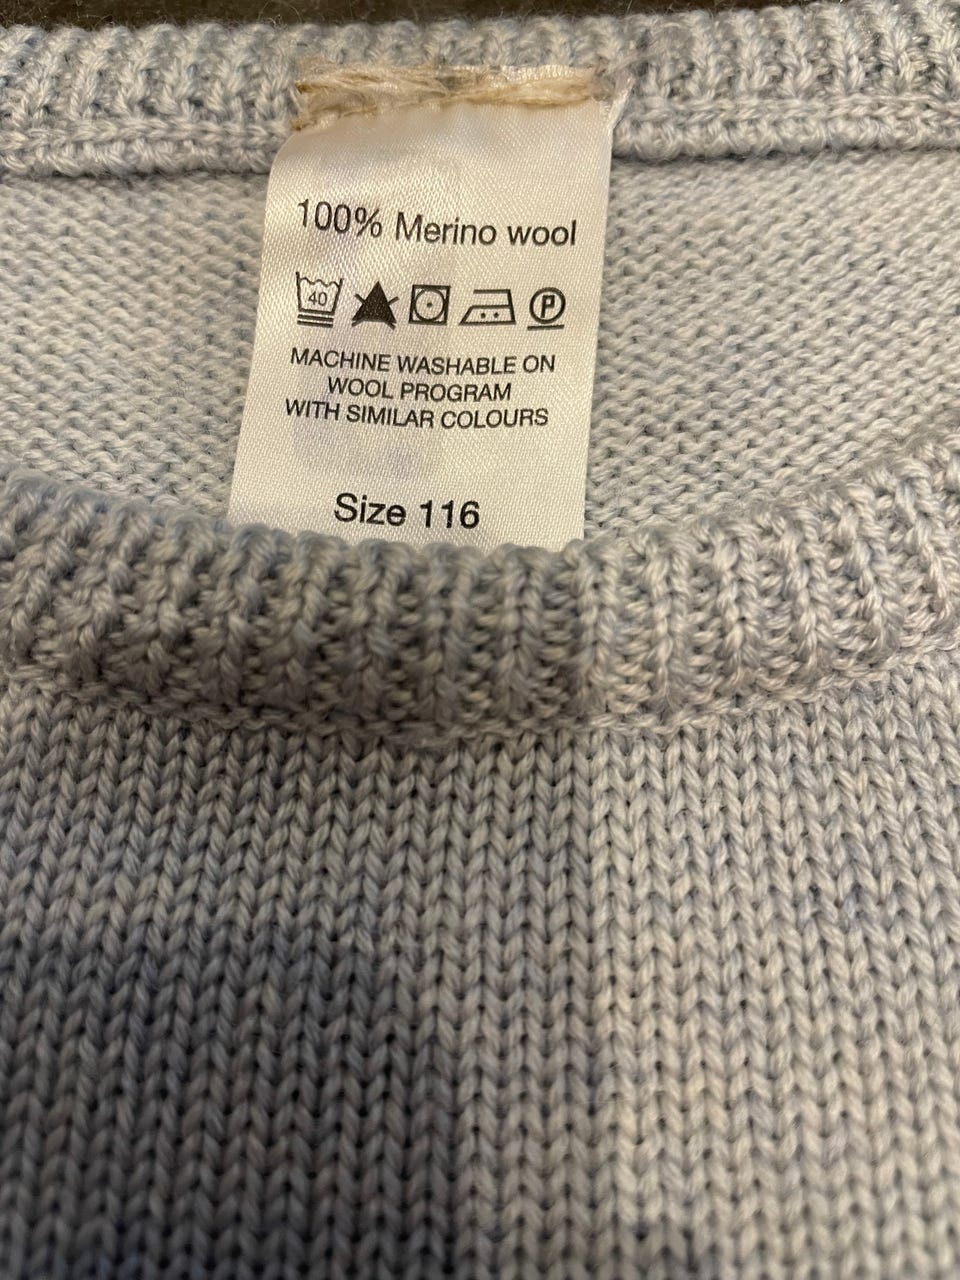 100% Merino wool
40 P
MACHINE WASHABLE ON
WOOL PROGRAM
WITH SIMILAR COLOURS
Size 116